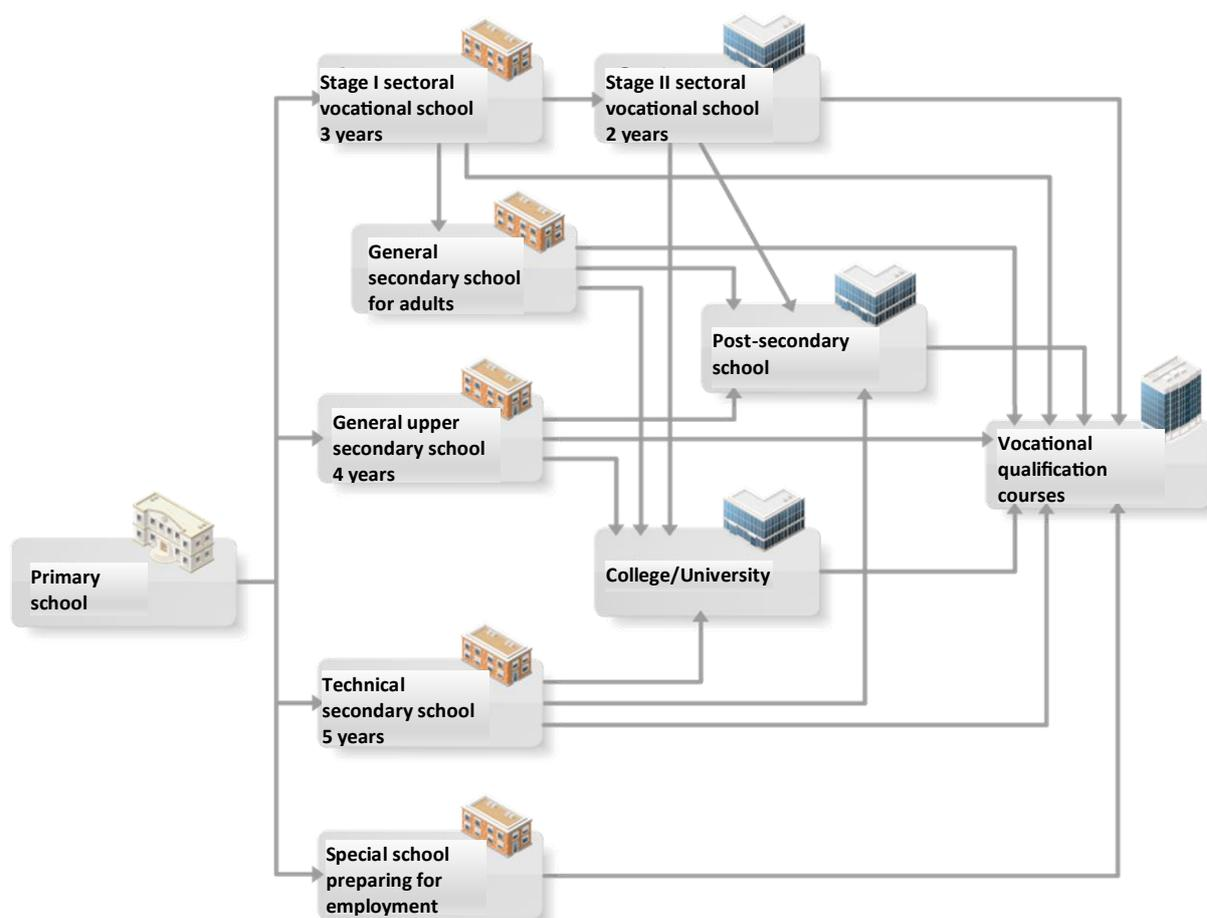 Stage I sectoral
vocational school
3 years
Stage II sectoral
vocational school
2 years
General
secondary school
for adults
Post-secondary
school
General upper
secondary school
4 years
Vocational
qualification
courses
Primary
school
College/University
Technical
secondary school
5 years
Special school
preparing for
employment